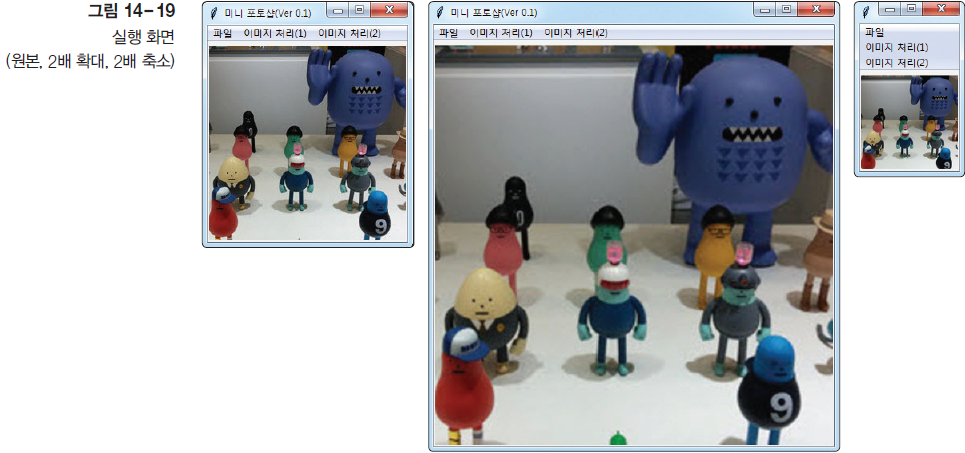 그림 14-19
실행 화면
(원본, 2배 확대, 2배 축소)
미니 포토샵(Ver 0.1)
파일 이미지 처리(1) 이미지 처리(2)
9
미니 포토샵(Ver 0.1)
파일 이미지 처리(1) 이미지 처리(2)
9
파일
이미지 처리(1)
이미지 처리(2)
9